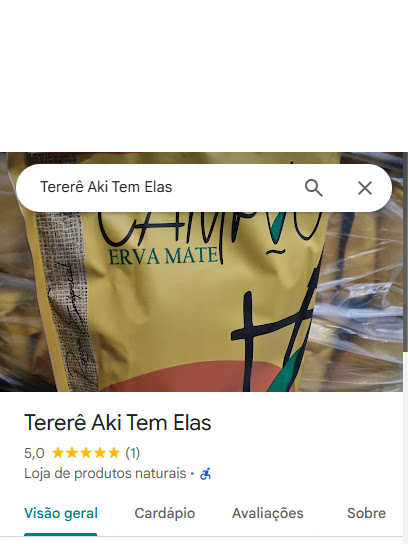 Tererê Aki Tem Elas
ERVA MATE
Tererê Aki Tem Elas
5,0 (1)
Loja de produtos naturais ·
Visão geral
Cardápio
Avaliações
Sobre